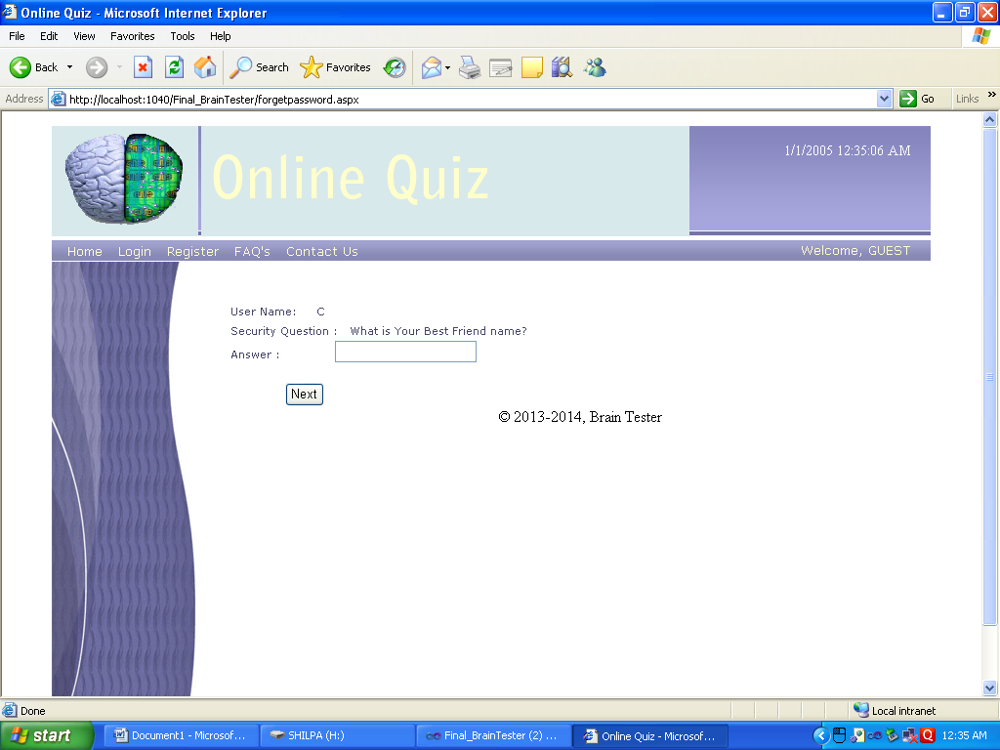 Online Quiz - Microsoft Internet Explorer
File Edit View Favorites Tools Help
Back Search Favorites
Address http://localhost:1040/Final_BrainTester/forgetpassword.aspx Go Links »
1/1/2005 12:35:06 AM
Online Quiz
Home Login Register FAQ's Contact Us Welcome, GUEST
User Name: C
Security Question : What is Your Best Friend name?
Answer :
Next
© 2013-2014, Brain Tester
Done Local intranet
start Document1 - Microsof... SHILPA (H:) Final_BrainTester (2) ... Online Quiz - Microsof... 12:35 AM